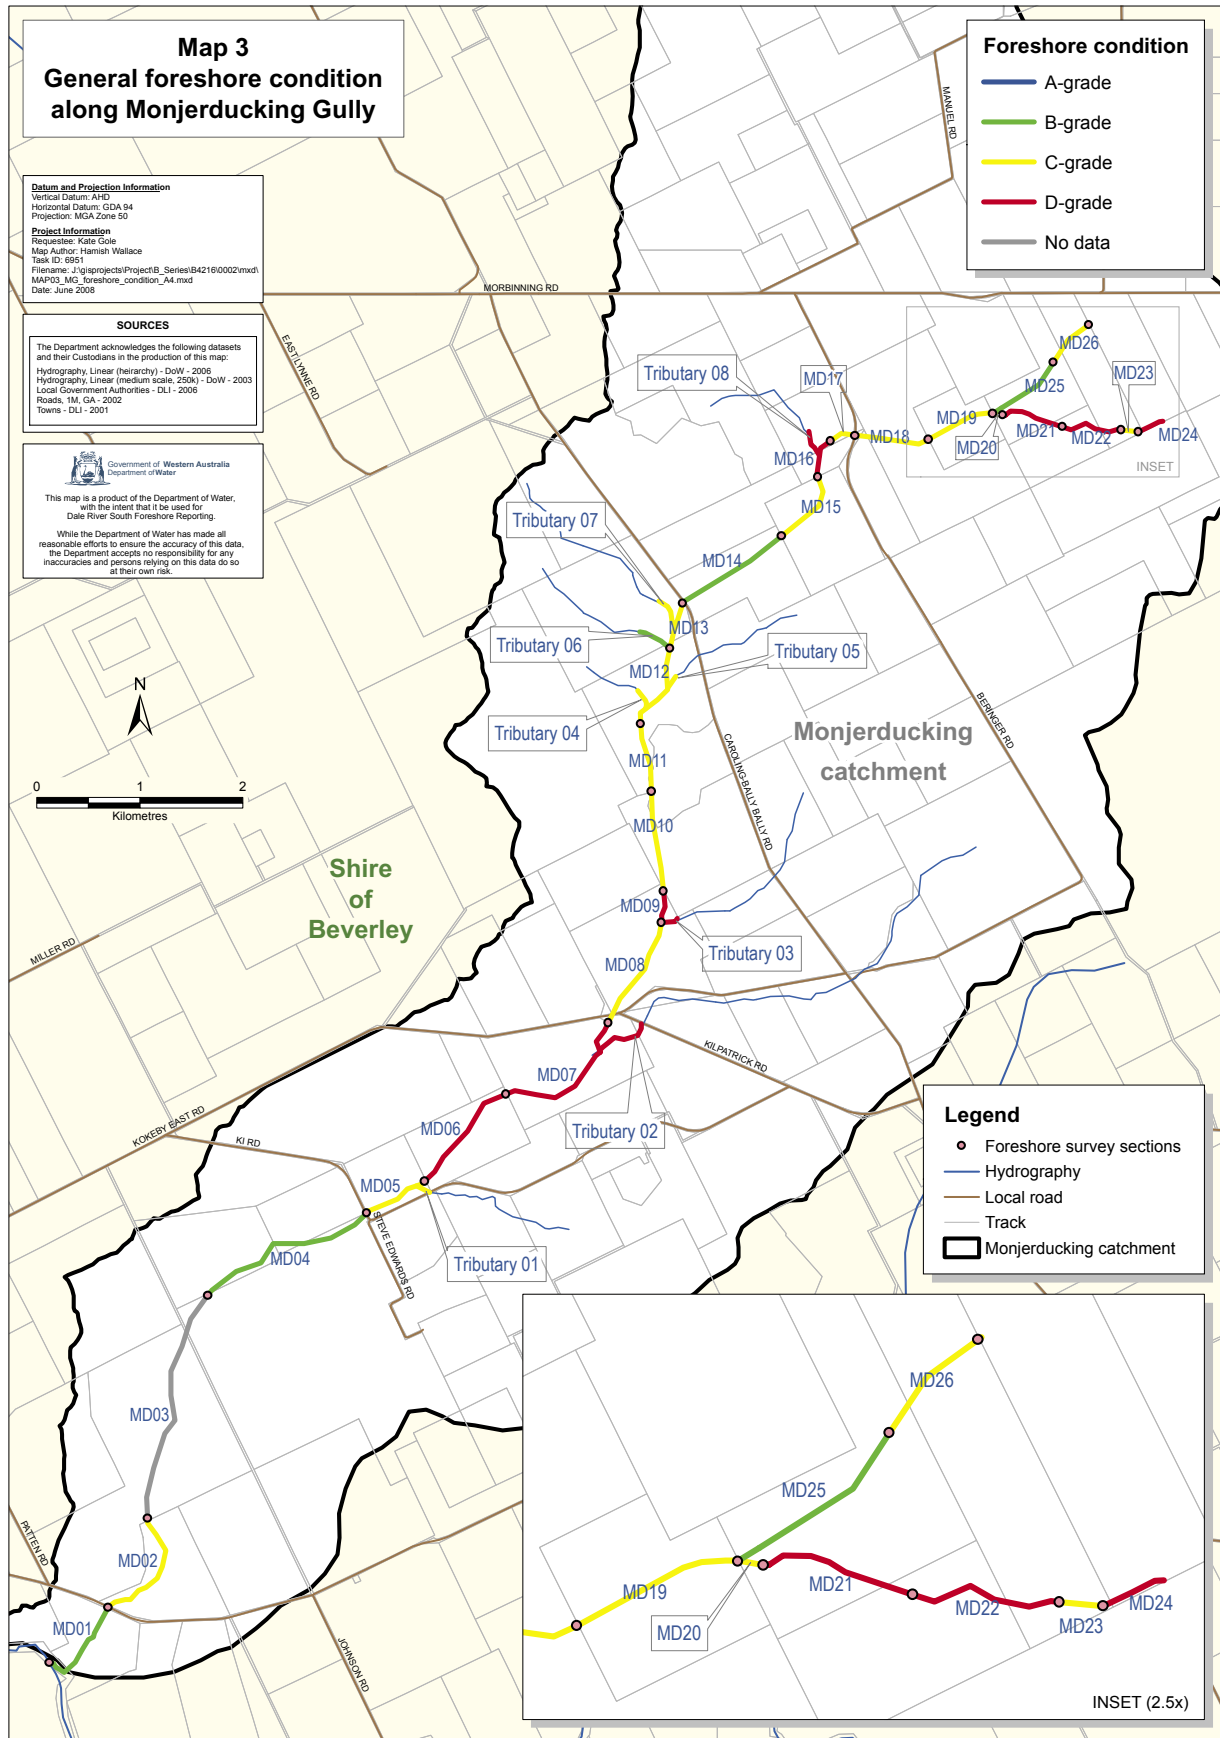 Map 3
General foreshore condition
along Monjerducking Gully
Datum and Projection Information
Vertical Datum: AHD
Horizontal Datum: GDA 94
Projection: MGA Zone 50
Project Information
Requestee: Kate Gole
Map Author: Hamish Wallace
Task ID: 6951
Filename: J:\gisprojects\Project\B_Series\B4216\0002\mxd\
MAP03_MG_foreshore_condition_A4.mxd
Date: June 2008
SOURCES
The Department acknowledges the following datasets
and their Custodians in the production of this map:
Hydrography, Linear (heirarchy) - DoW - 2006
Hydrography, Linear (medium scale, 250k) - DoW - 2003
Local Government Authorities - DLI - 2006
Roads, 1M, GA - 2002
Towns - DLI - 2001
Government of Western Australia
Department of Water
This map is a product of the Department of Water,
with the intent that it be used for
Dale River South Foreshore Reporting.
While the Department of Water has made all
reasonable efforts to ensure the accuracy of this data,
the Department accepts no responsibility for any
inaccuracies and persons relying on this data do so
at their own risk.
N
0 1 2
Kilometres
Foreshore condition
A-grade
B-grade
C-grade
D-grade
No data
MANUEL RD
MORBINNING RD
EAST LYNNE RD
MD26
Tributary 08
MD17
MD23
MD25
MD19
MD18
MD21
MD22
MD24
MD20
MD16
INSET
MD15
Tributary 07
MD14
MD13
Tributary 06
Tributary 05
MD12
BERINGER RD
Tributary 04
Monjerducking
catchment
CAROLING-BALLY BALLY RD
MD11
MD10
Shire
of
Beverley
MD09
MILLER RD
Tributary 03
MD08
KILPATRICK RD
MD07
KOKEBY EAST RD
MD06
Tributary 02
KI RD
MD05
STEVE EDWARDS RD
MD04
Tributary 01
MD03
PATTEN RD
MD02
MD01
JOHNSON RD
Legend
Foreshore survey sections
Hydrography
Local road
Track
Monjerducking catchment
MD26
MD25
MD19
MD21
MD22
MD24
MD23
MD20
INSET (2.5x)